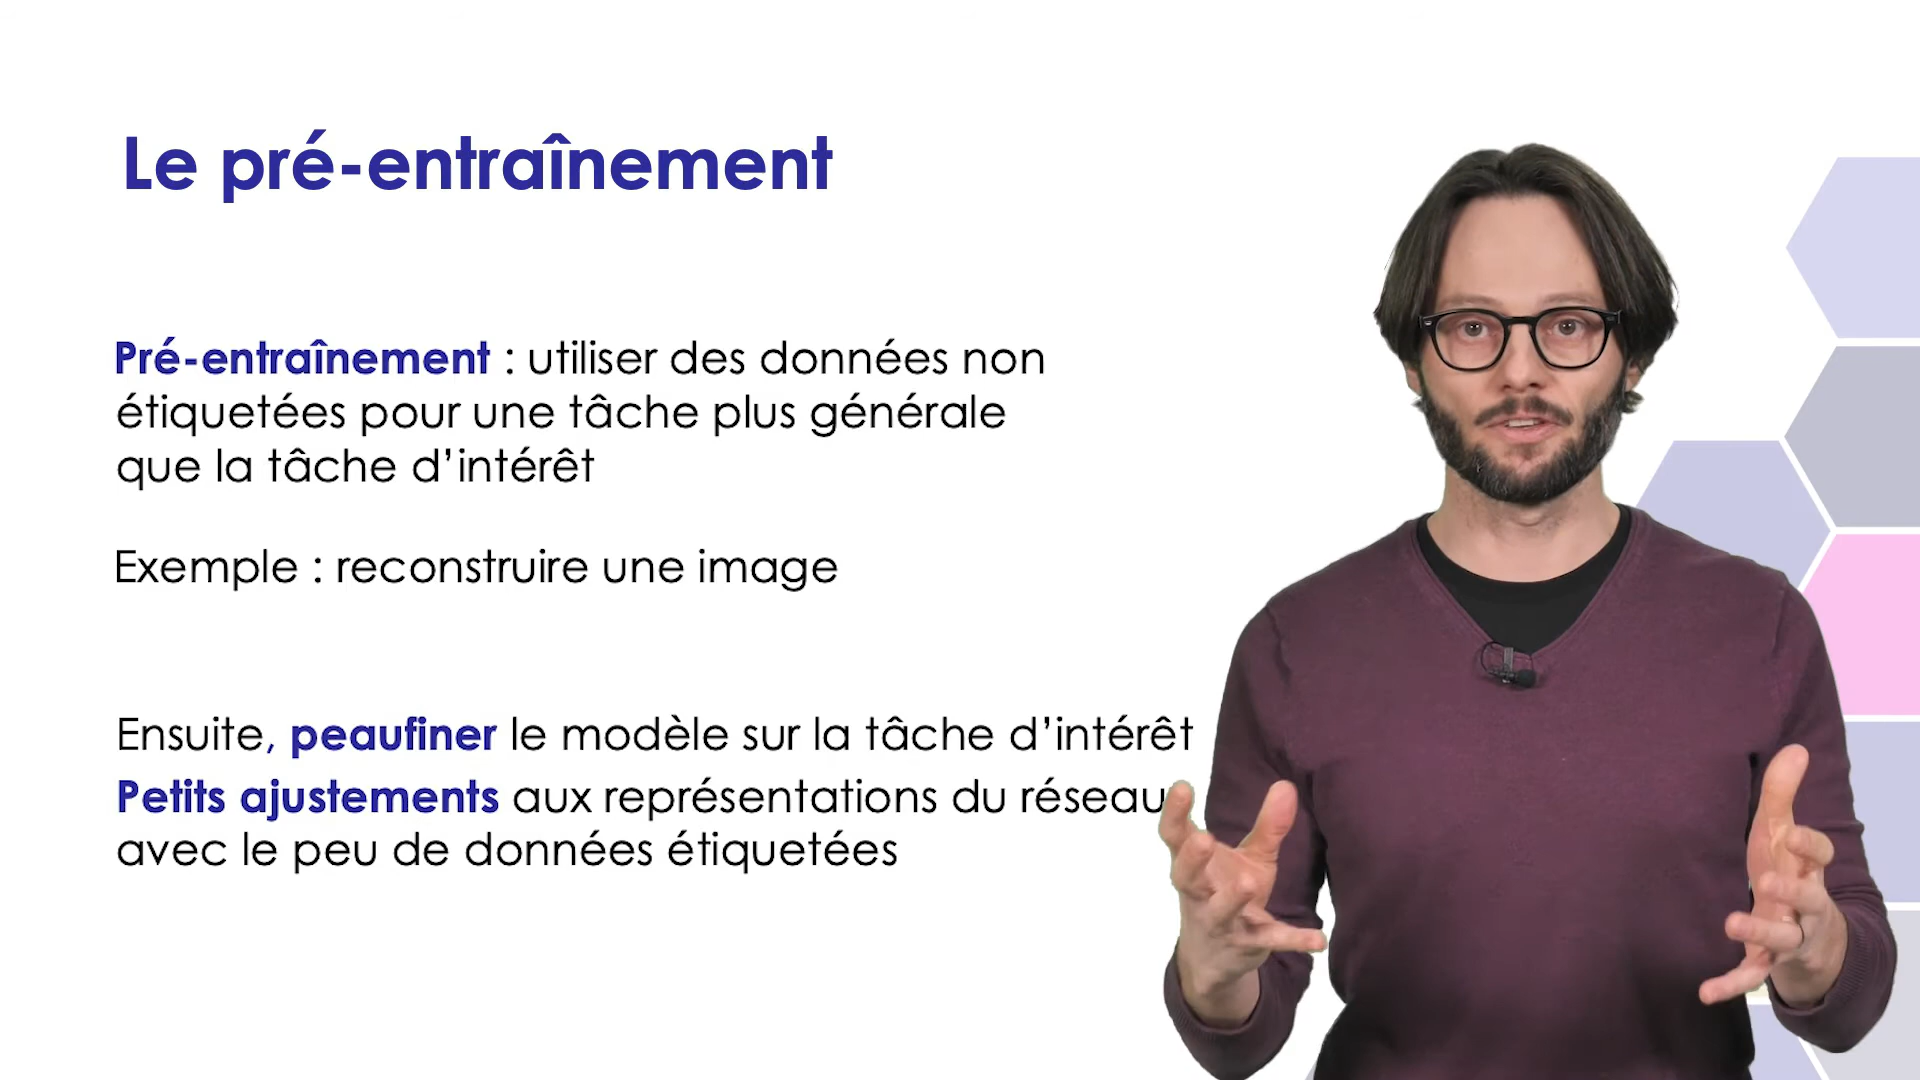 Le pré-entraînement
Pré-entraînement : utiliser des données non
étiquetées pour une tâche plus générale
que la tâche d’intérêt
Exemple : reconstruire une image
Ensuite, peaufiner le modèle sur la tâche d’intérêt
Petits ajustements aux représentations du réseau
avec le peu de données étiquetées